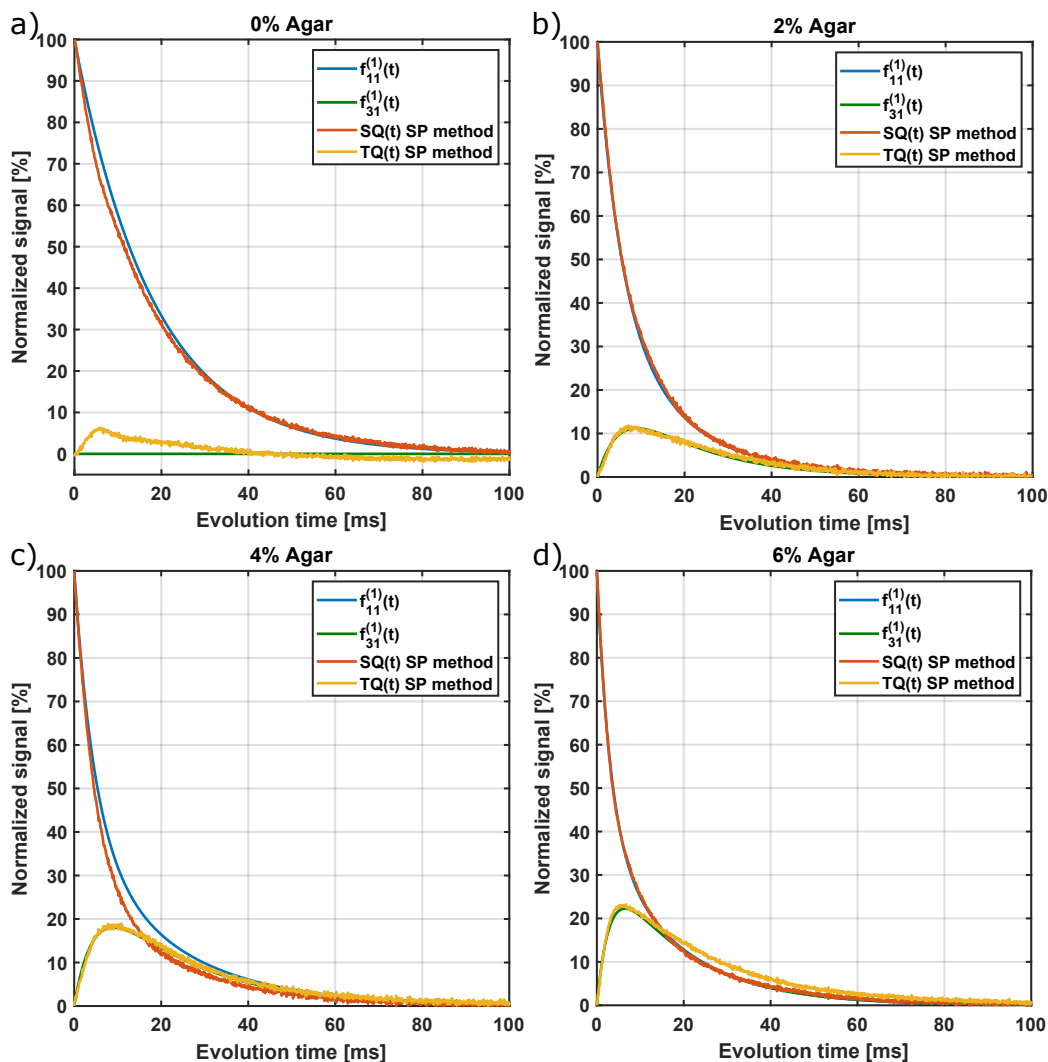 a)
0% Agar
Normalized signal [%]
100
90
80
70
60
50
40
30
20
10
0
0 20 40 60 80 100
Evolution time [ms]
f11(1)(t)
f31(1)(t)
SQ(t) SP method
TQ(t) SP method
b)
2% Agar
Normalized signal [%]
100
90
80
70
60
50
40
30
20
10
0
0 20 40 60 80 100
Evolution time [ms]
f11(1)(t)
f31(1)(t)
SQ(t) SP method
TQ(t) SP method
c)
4% Agar
Normalized signal [%]
100
90
80
70
60
50
40
30
20
10
0
0 20 40 60 80 100
Evolution time [ms]
f11(1)(t)
f31(1)(t)
SQ(t) SP method
TQ(t) SP method
d)
6% Agar
Normalized signal [%]
100
90
80
70
60
50
40
30
20
10
0
0 20 40 60 80 100
Evolution time [ms]
f11(1)(t)
f31(1)(t)
SQ(t) SP method
TQ(t) SP method